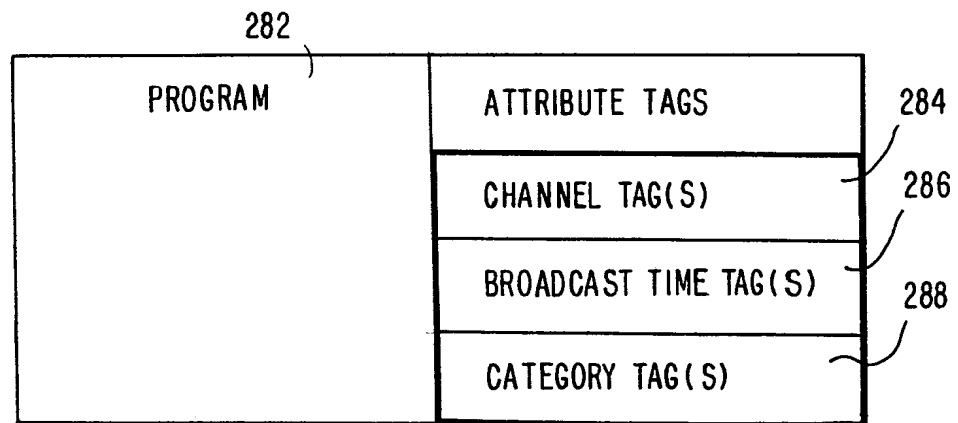 282
PROGRAM
ATTRIBUTE TAGS
284
CHANNEL TAG(S)
286
BROADCAST TIME TAG(S)
288
CATEGORY TAG(S)